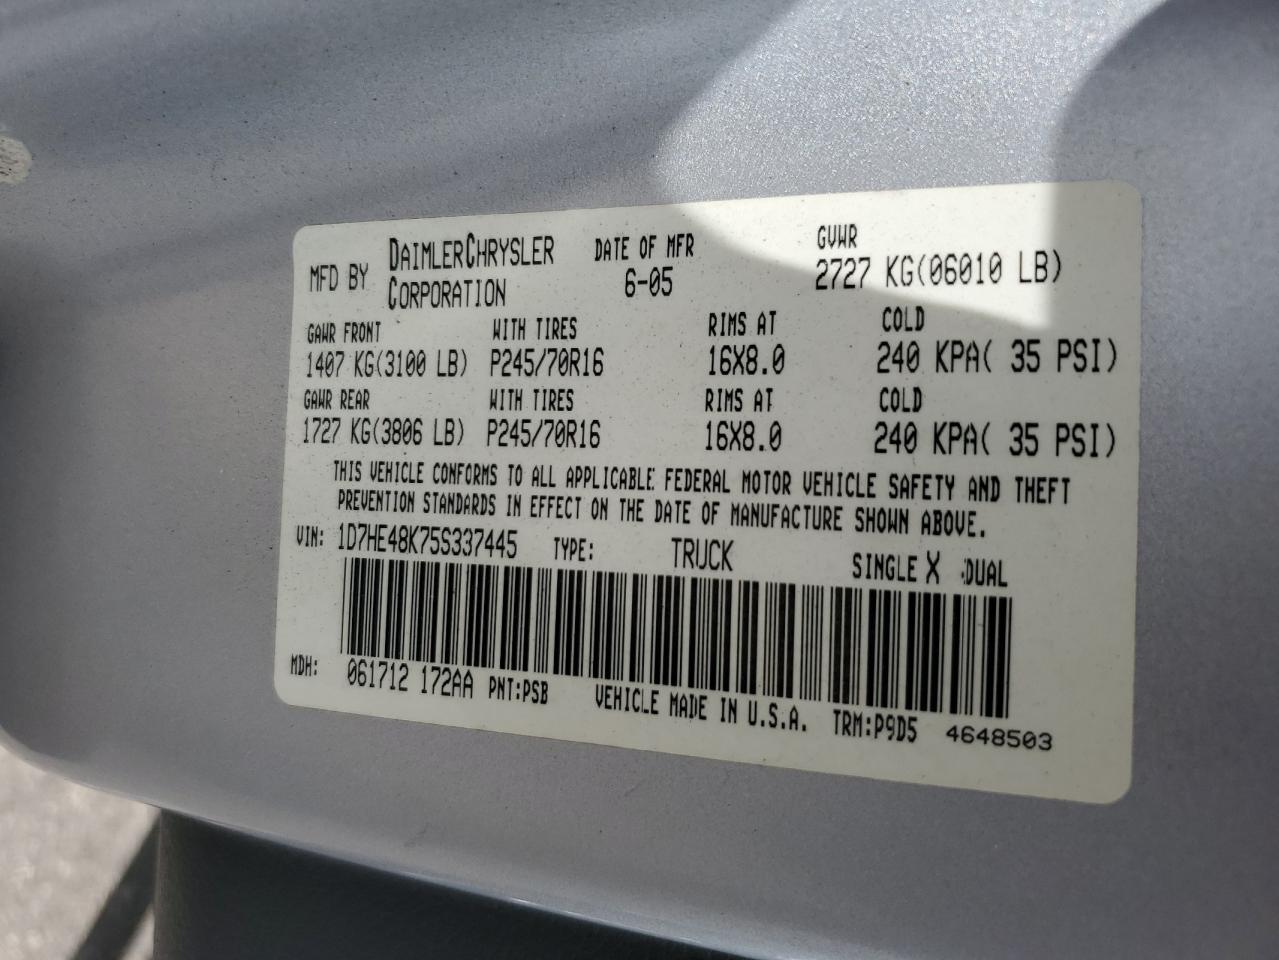 MFD BY DAIMLERCHRYSLER CORPORATION DATE OF MFR 6-05 GVWR 2727 KG(06010 LB)
GAWR FRONT WITH TIRES RIMS AT COLD
1407 KG(3100 LB) P245/70R16 16X8.0 240 KPA( 35 PSI)
GAWR REAR WITH TIRES RIMS AT COLD
1727 KG(3806 LB) P245/70R16 16X8.0 240 KPA( 35 PSI)
THIS VEHICLE CONFORMS TO ALL APPLICABLE FEDERAL MOTOR VEHICLE SAFETY AND THEFT
PREVENTION STANDARDS IN EFFECT ON THE DATE OF MANUFACTURE SHOWN ABOVE.
VIN: 1D7HE48K75S337445 TYPE: TRUCK SINGLE X DUAL
MDH: 061712 172AA PNT:PSB VEHICLE MADE IN U.S.A. TRM:P9D5 4648503